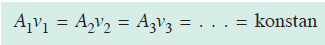 A₁v₁ = A₂v₂ = A₃v₃ = . . . = konstan